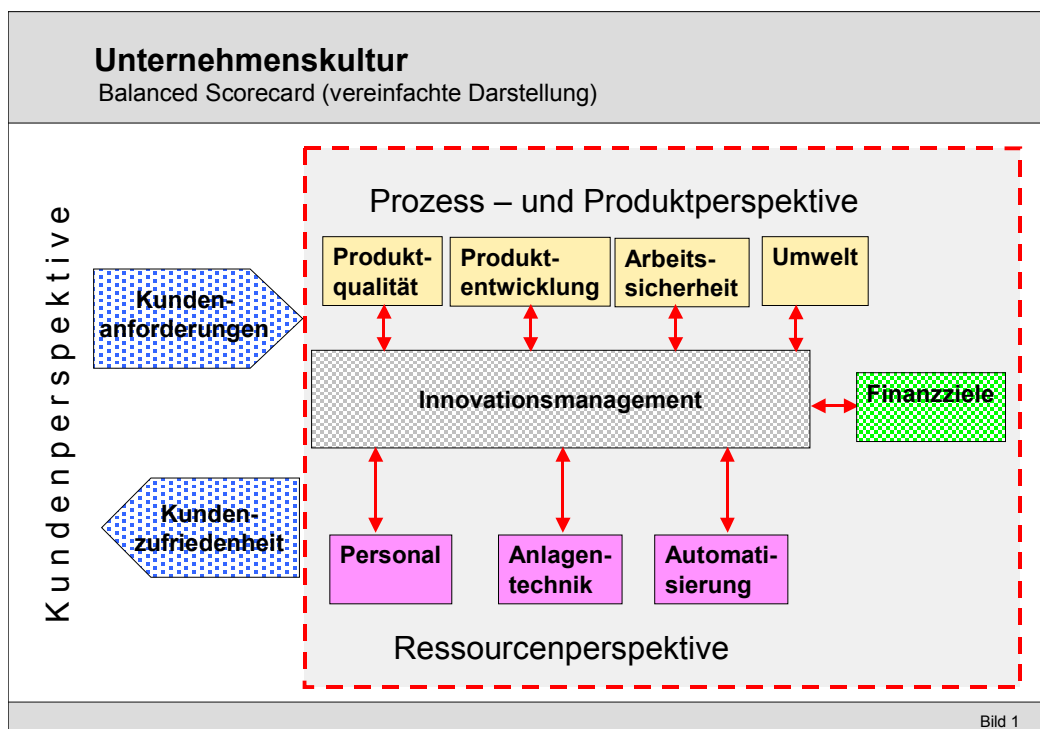 Unternehmenskultur
Balanced Scorecard (vereinfachte Darstellung)
Kundenperspektive
Kunden-
anforderungen
Kunden-
zufriedenheit
Prozess – und Produktperspektive
Produkt-
qualität
Produkt-
entwicklung
Arbeits-
sicherheit
Umwelt
Innovationsmanagement
Finanzziele
Personal
Anlagen-
technik
Automati-
sierung
Ressourcenperspektive
Bild 1